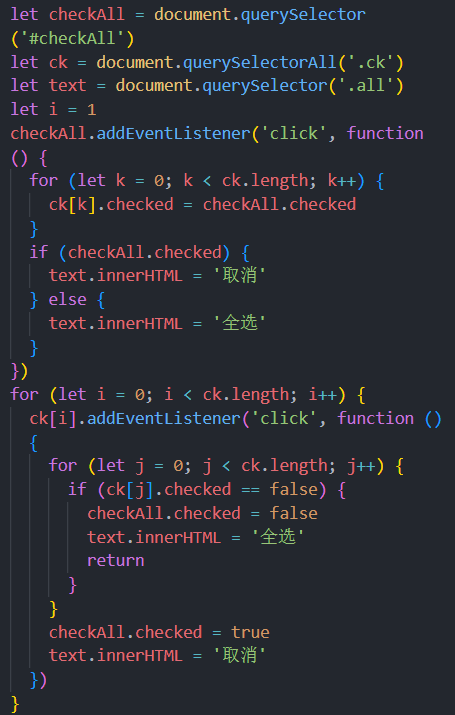 let checkAll = document.querySelector
('#checkAll')
let ck = document.querySelectorAll('.ck')
let text = document.querySelector('.all')
let i = 1
checkAll.addEventListener('click', function
() {
  for (let k = 0; k < ck.length; k++) {
    ck[k].checked = checkAll.checked
  }
  if (checkAll.checked) {
    text.innerHTML = '取消'
  } else {
    text.innerHTML = '全选'
  }
})
for (let i = 0; i < ck.length; i++) {
  ck[i].addEventListener('click', function ()
  {
    for (let j = 0; j < ck.length; j++) {
      if (ck[j].checked == false) {
        checkAll.checked = false
        text.innerHTML = '全选'
        return
      }
    }
    checkAll.checked = true
    text.innerHTML = '取消'
  })
}